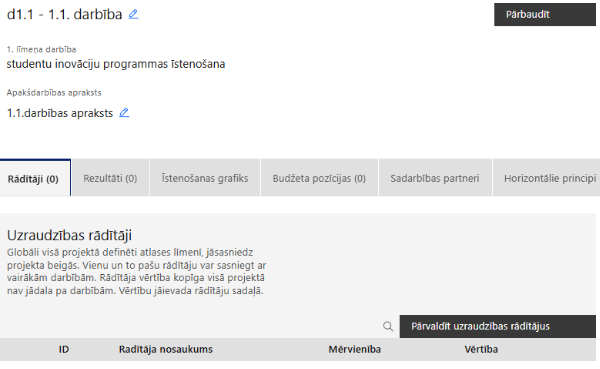 d1.1 - 1.1. darbība
Pārbaudīt
1. līmeņa darbība
studentu inovāciju programmas īstenošana
Apakšdarbības apraksts
1.1.darbības apraksts
Rādītāji (0)
Rezultāti (0)
Īstenošanas grafiks
Budžeta pozīcijas (0)
Sadarbības partneri
Horizontālie principi
Uzraudzības rādītāji
Globāli visā projektā definēti atlases līmenī, jāsasniedz
projekta beigās. Vienu un to pašu rādītāju var sasniegt ar
vairākām darbībām. Rādītāja vērtība kopīga visā projektā
nav jādala pa darbībām. Vērtību jāievada rādītāju sadaļā.
Pārvaldīt uzraudzības rādītājus
ID Radītāja nosaukums Mērvienība Vērtība